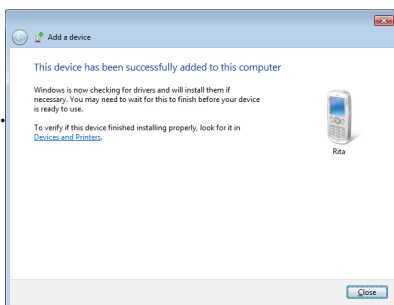 Add a device
This device has been successfully added to this computer
Windows is now checking for drivers and will install them if
necessary. You may need to wait for this to finish before your device
is ready to use.
To verify if this device finished installing properly, look for it in
Devices and Printers.
Rita
Close